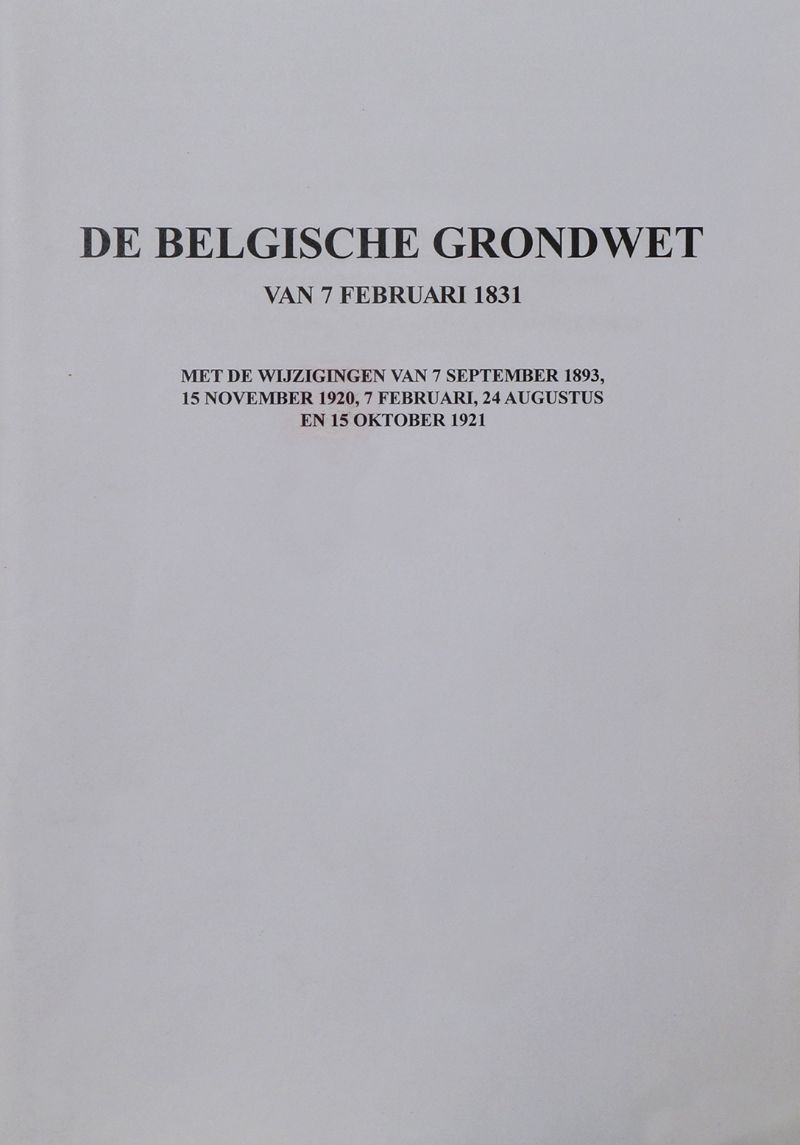 DE BELGISCHE GRONDWET
VAN 7 FEBRUARI 1831
MET DE WIJZIGINGEN VAN 7 SEPTEMBER 1893,
15 NOVEMBER 1920, 7 FEBRUARI, 24 AUGUSTUS
EN 15 OKTOBER 1921